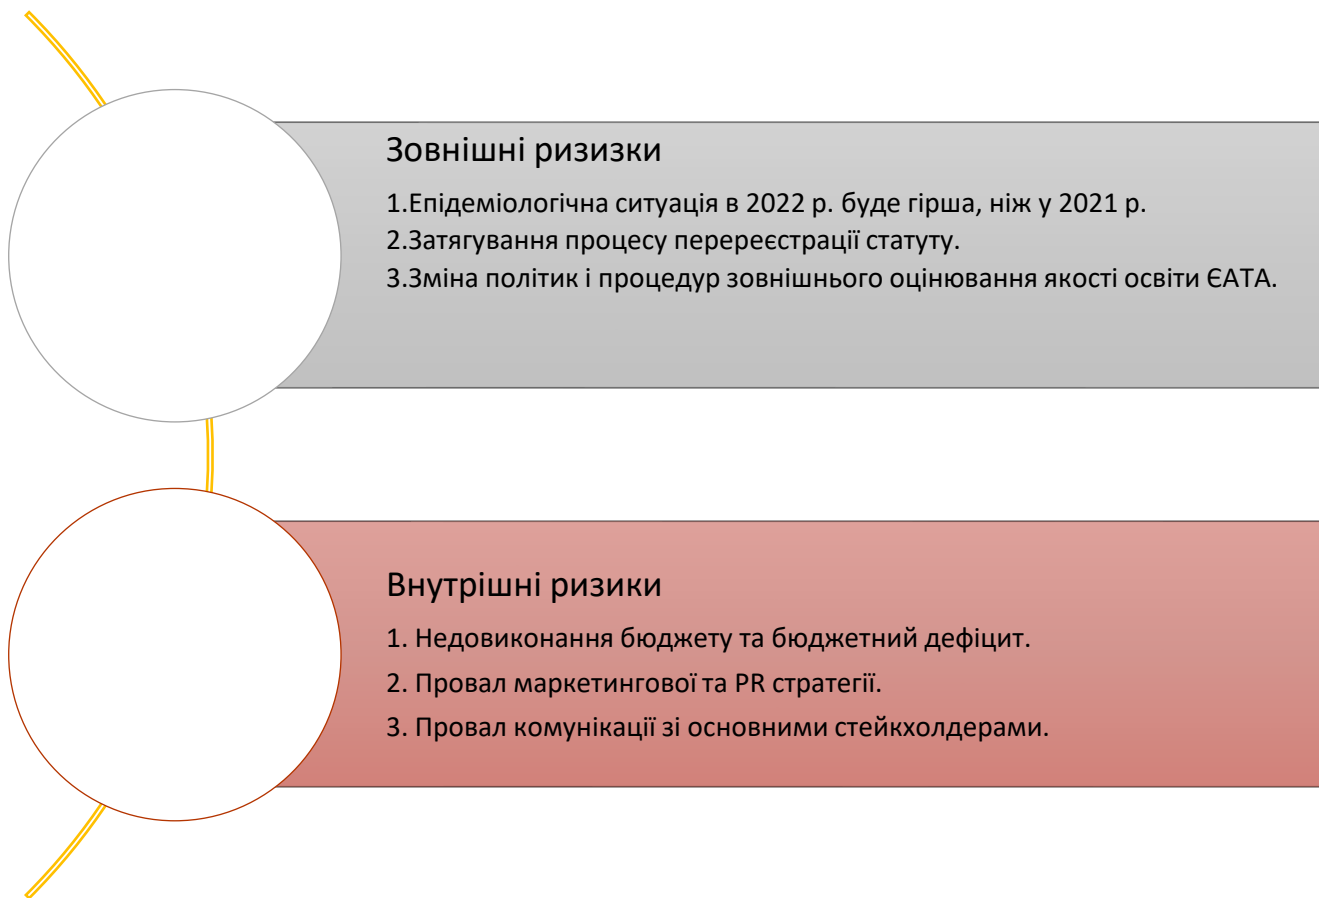 Зовнішні ризизки
1.Епідеміологічна ситуація в 2022 р. буде гірша, ніж у 2021 р.
2.Затягування процесу перереєстрації статуту.
3.Зміна політик і процедур зовнішнього оцінювання якості освіти ЄАТА.
Внутрішні ризики
1. Недовиконання бюджету та бюджетний дефіцит.
2. Провал маркетингової та PR стратегії.
3. Провал комунікації зі основними стейкхолдерами.